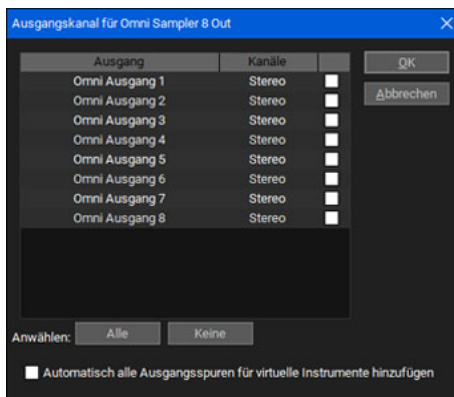 Ausgangskanal für Omni Sampler 8 Out
Ausgang Kanäle
Omni Ausgang 1 Stereo
Omni Ausgang 2 Stereo
Omni Ausgang 3 Stereo
Omni Ausgang 4 Stereo
Omni Ausgang 5 Stereo
Omni Ausgang 6 Stereo
Omni Ausgang 7 Stereo
Omni Ausgang 8 Stereo
OK
Abbrechen
Anwählen: Alle Keine
Automatisch alle Ausgangsspuren für virtuelle Instrumente hinzufügen